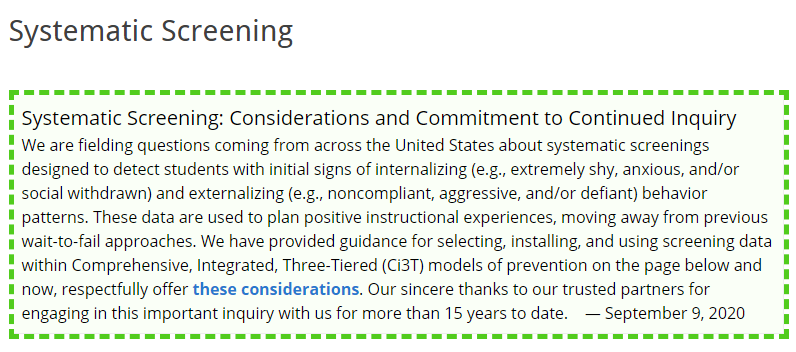 Systematic Screening
Systematic Screening: Considerations and Commitment to Continued Inquiry
We are fielding questions coming from across the United States about systematic screenings
designed to detect students with initial signs of internalizing (e.g., extremely shy, anxious, and/or
social withdrawn) and externalizing (e.g., noncompliant, aggressive, and/or defiant) behavior
patterns. These data are used to plan positive instructional experiences, moving away from previous
wait-to-fail approaches. We have provided guidance for selecting, installing, and using screening data
within Comprehensive, Integrated, Three-Tiered (Ci3T) models of prevention on the page below and
now, respectfully offer these considerations. Our sincere thanks to our trusted partners for
engaging in this important inquiry with us for more than 15 years to date. — September 9, 2020